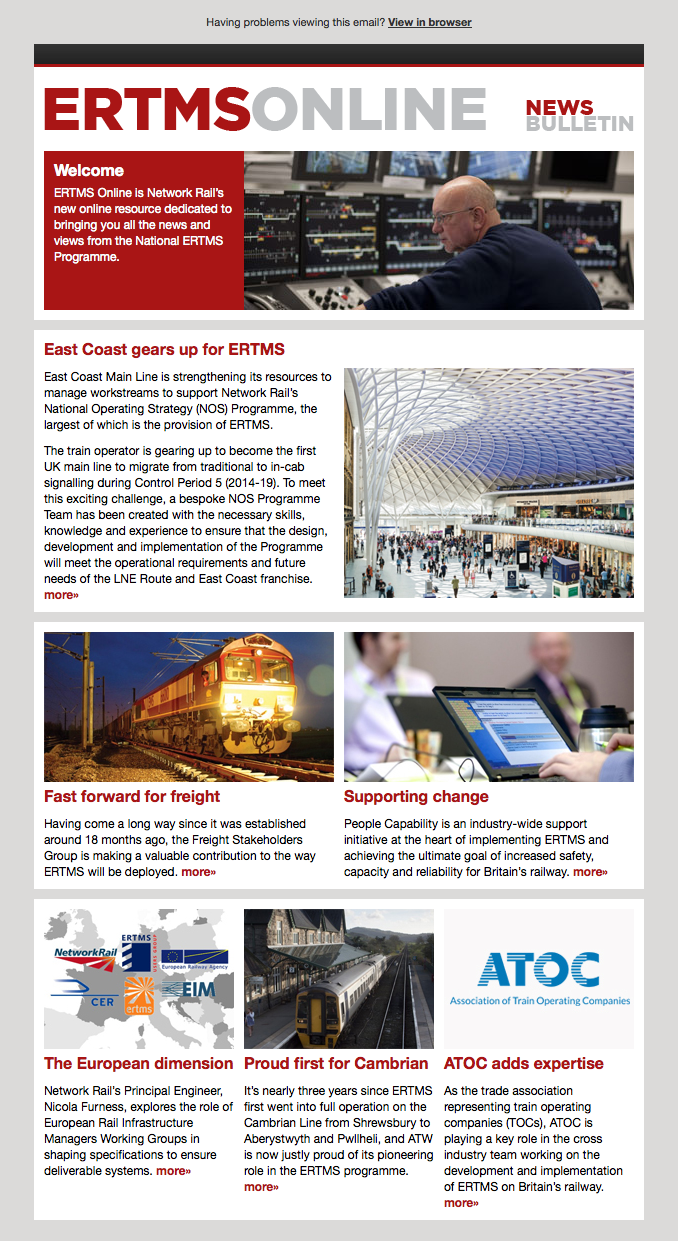 Having problems viewing this email? View in browser
ERTMSONLINE
NEWS
BULLETIN
Welcome
ERTMS Online is Network Rail's
new online resource dedicated to
bringing you all the news and
views from the National ERTMS
Programme.
East Coast gears up for ERTMS
East Coast Main Line is strengthening its resources to
manage workstreams to support Network Rail's
National Operating Strategy (NOS) Programme, the
largest of which is the provision of ERTMS.
The train operator is gearing up to become the first
UK main line to migrate from traditional to in-cab
signalling during Control Period 5 (2014-19). To meet
this exciting challenge, a bespoke NOS Programme
Team has been created with the necessary skills,
knowledge and experience to ensure that the design,
development and implementation of the Programme
will meet the operational requirements and future
needs of the LNE Route and East Coast franchise.
more»
Fast forward for freight
Having come a long way since it was established
around 18 months ago, the Freight Stakeholders
Group is making a valuable contribution to the way
ERTMS will be deployed. more»
Supporting change
People Capability is an industry-wide support
initiative at the heart of implementing ERTMS and
achieving the ultimate goal of increased safety,
capacity and reliability for Britain's railway. more»
NetworkRail
ERTMS
USERS GROUP
European Railway Agency
CER
ertms
EIM
The European dimension
Network Rail's Principal Engineer,
Nicola Furness, explores the role of
European Rail Infrastructure
Managers Working Groups in
shaping specifications to ensure
deliverable systems. more»
Proud first for Cambrian
It's nearly three years since ERTMS
first went into full operation on the
Cambrian Line from Shrewsbury to
Aberystwyth and Pwllheli, and ATW
is now justly proud of its pioneering
role in the ERTMS programme.
more»
ATOC
Association of Train Operating Companies
ATOC adds expertise
As the trade association
representing train operating
companies (TOCs), ATOC is
playing a key role in the cross
industry team working on the
development and implementation
of ERTMS on Britain's railway.
more»